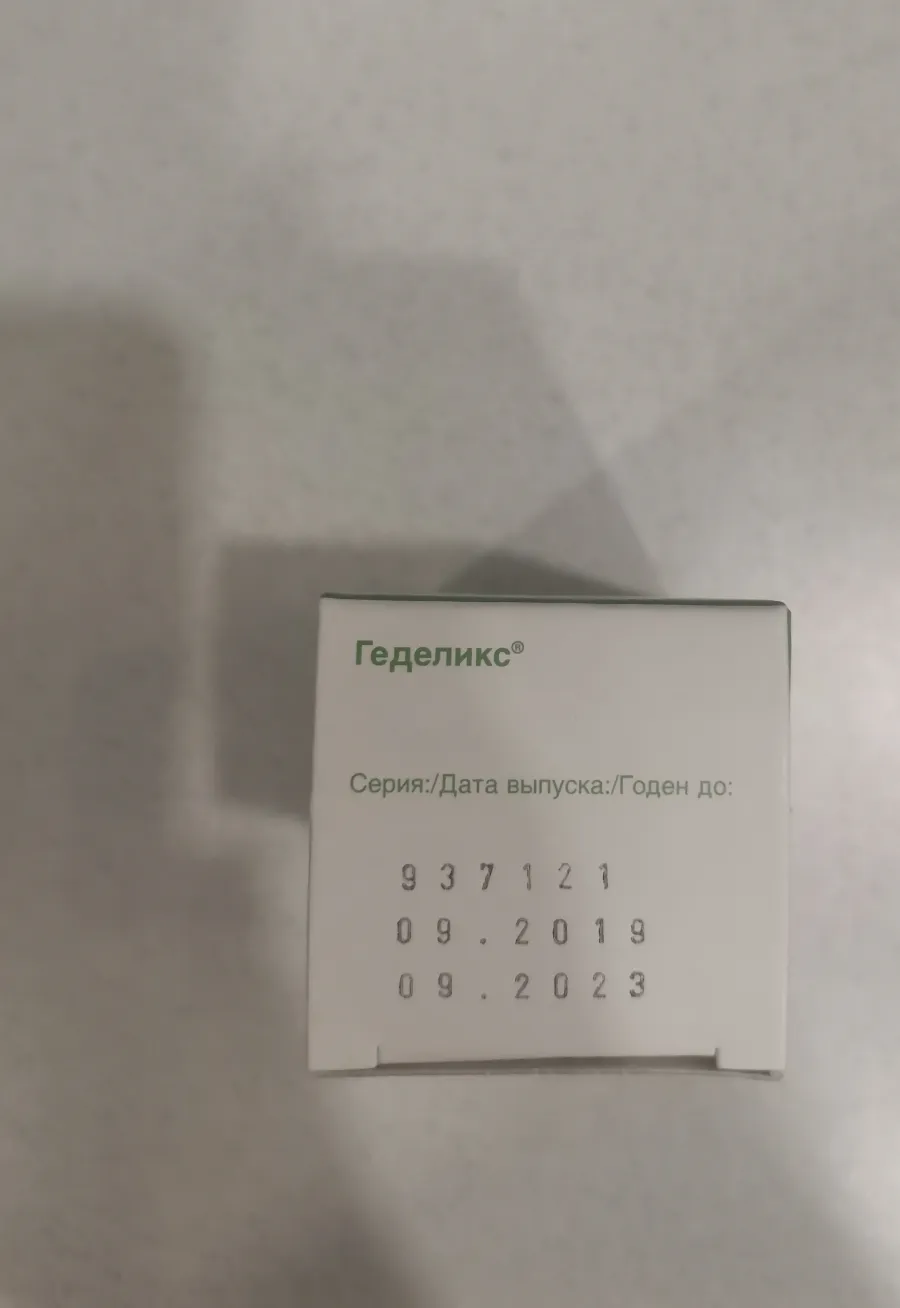 Геделикс®
Серия:/Дата выпуска:/Годен до:
937121
09.2019
09.2023